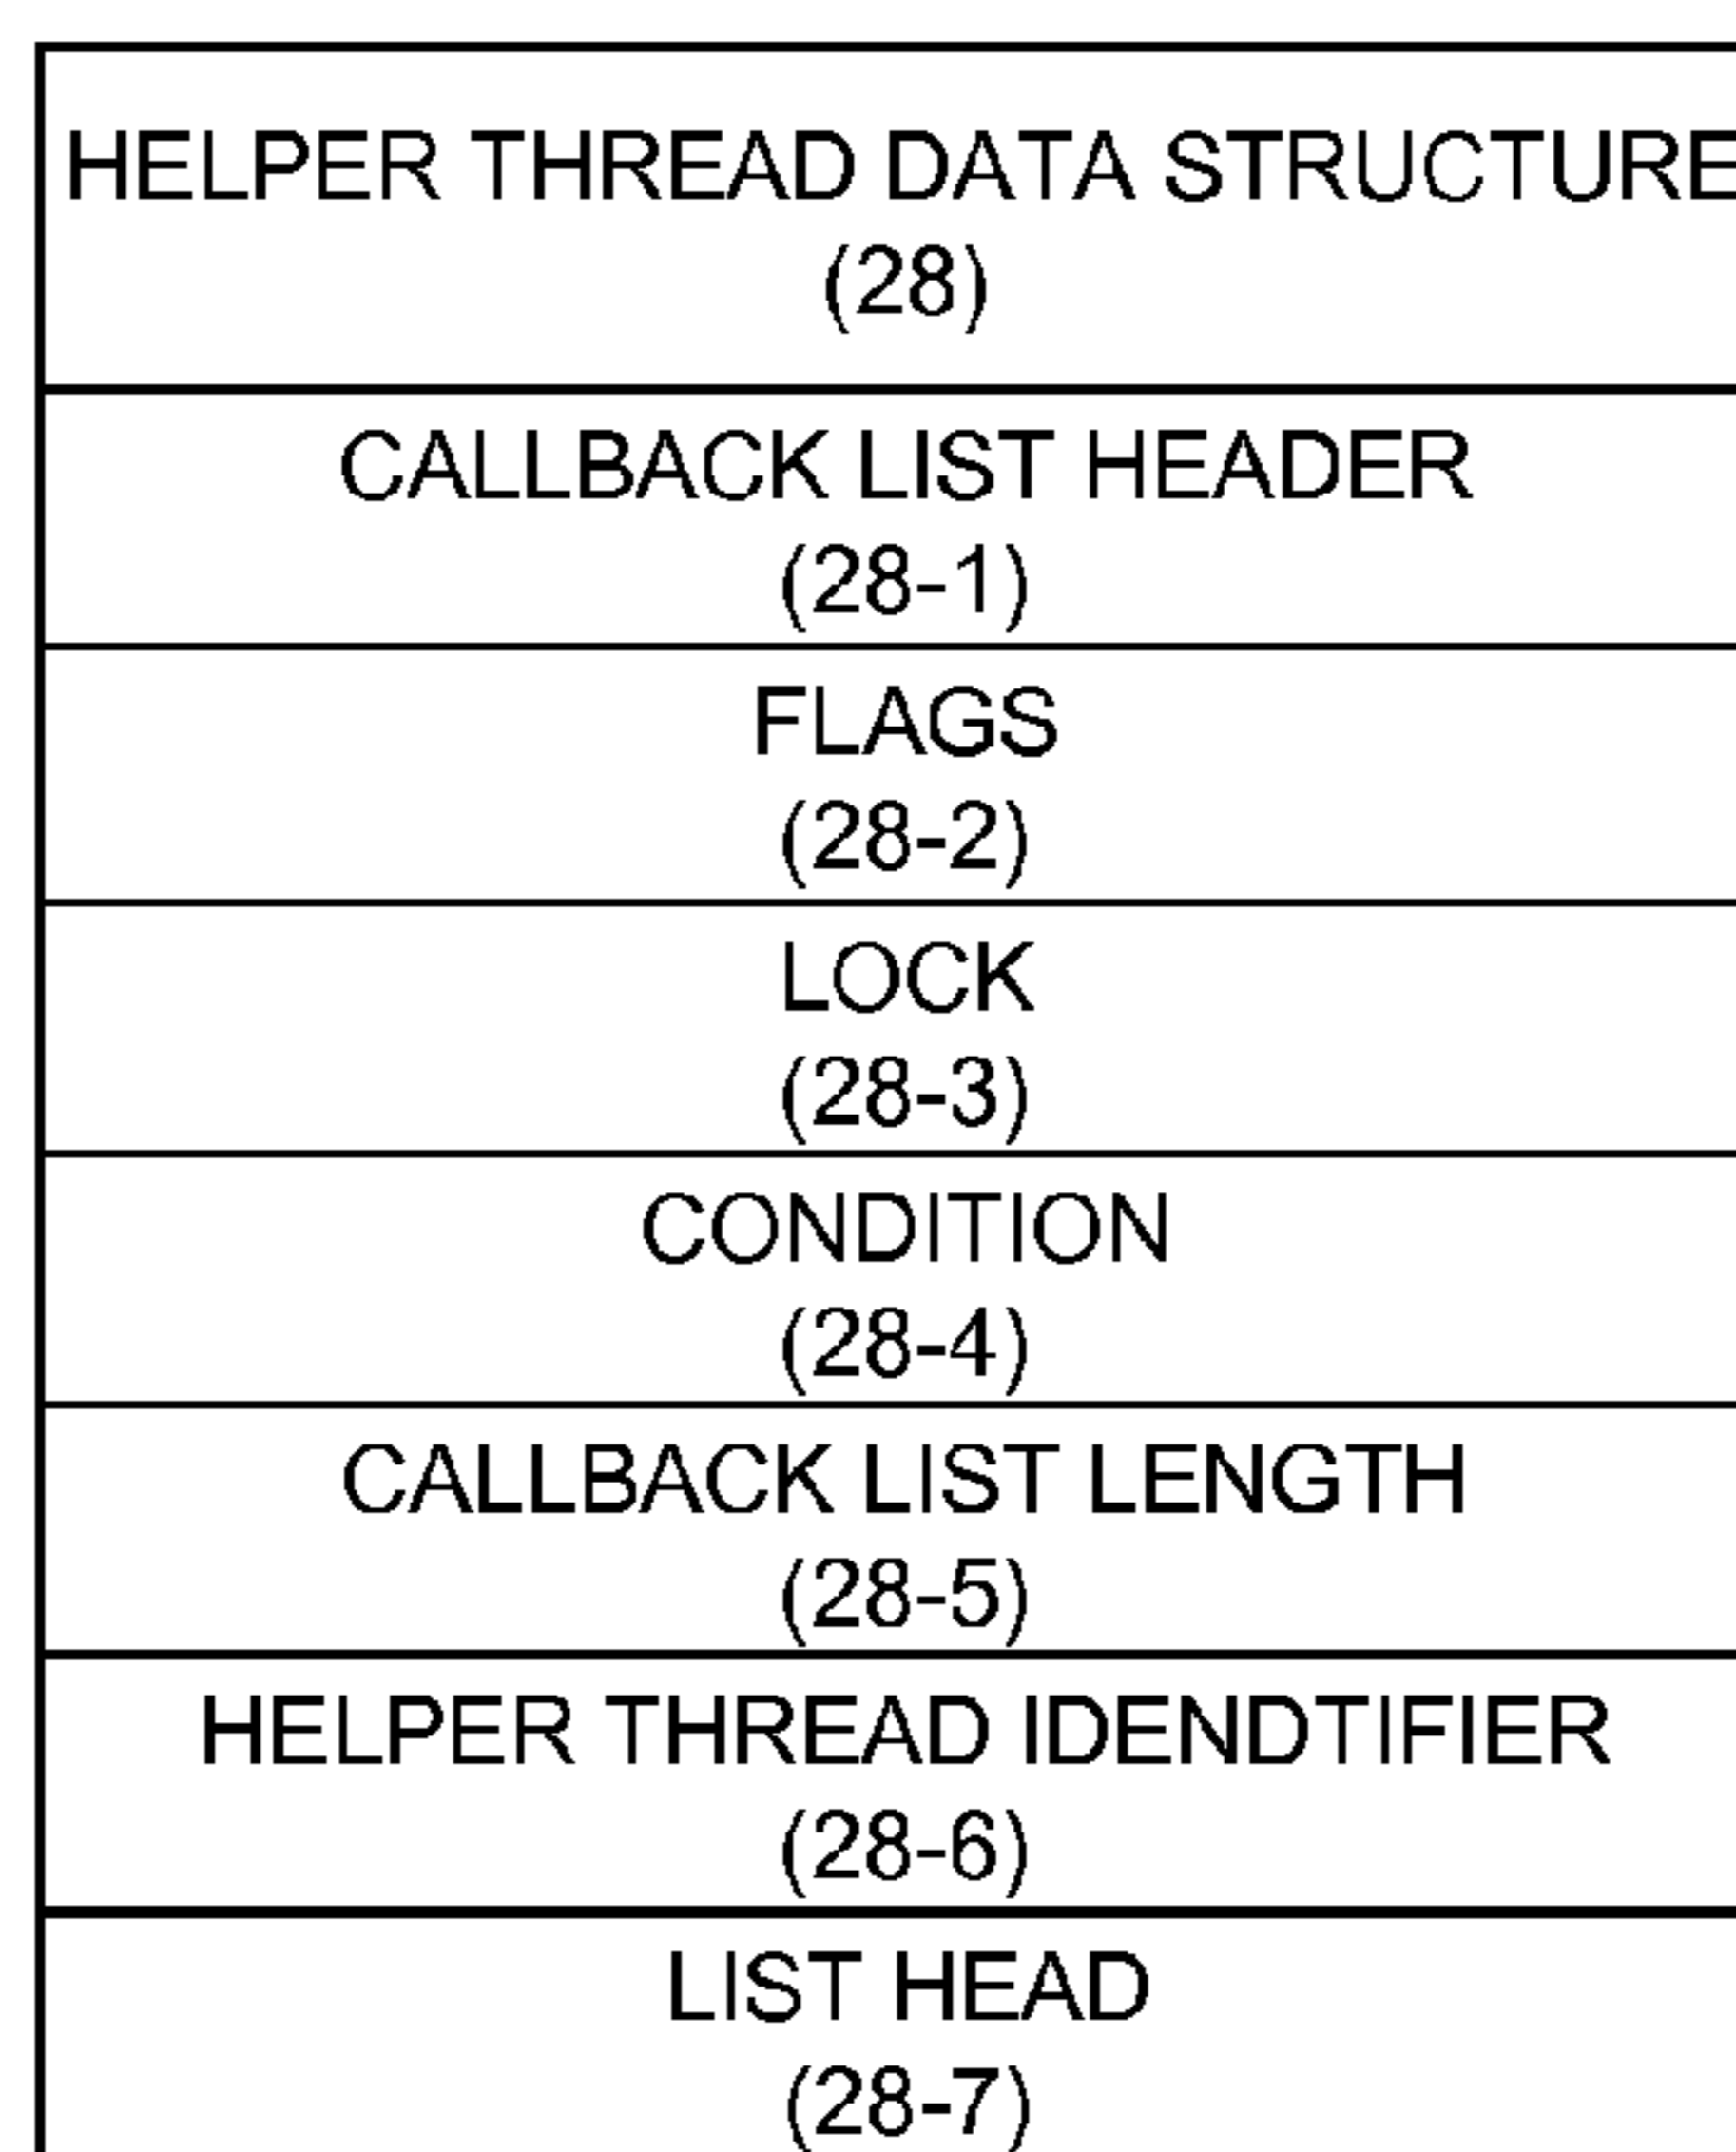 HELPER THREAD DATA STRUCTURE
(28)
CALLBACK LIST HEADER
(28-1)
FLAGS
(28-2)
LOCK
(28-3)
CONDITION
(28-4)
CALLBACK LIST LENGTH
(28-5)
HELPER THREAD IDENDTIFIER
(28-6)
LIST HEAD
(28-7)